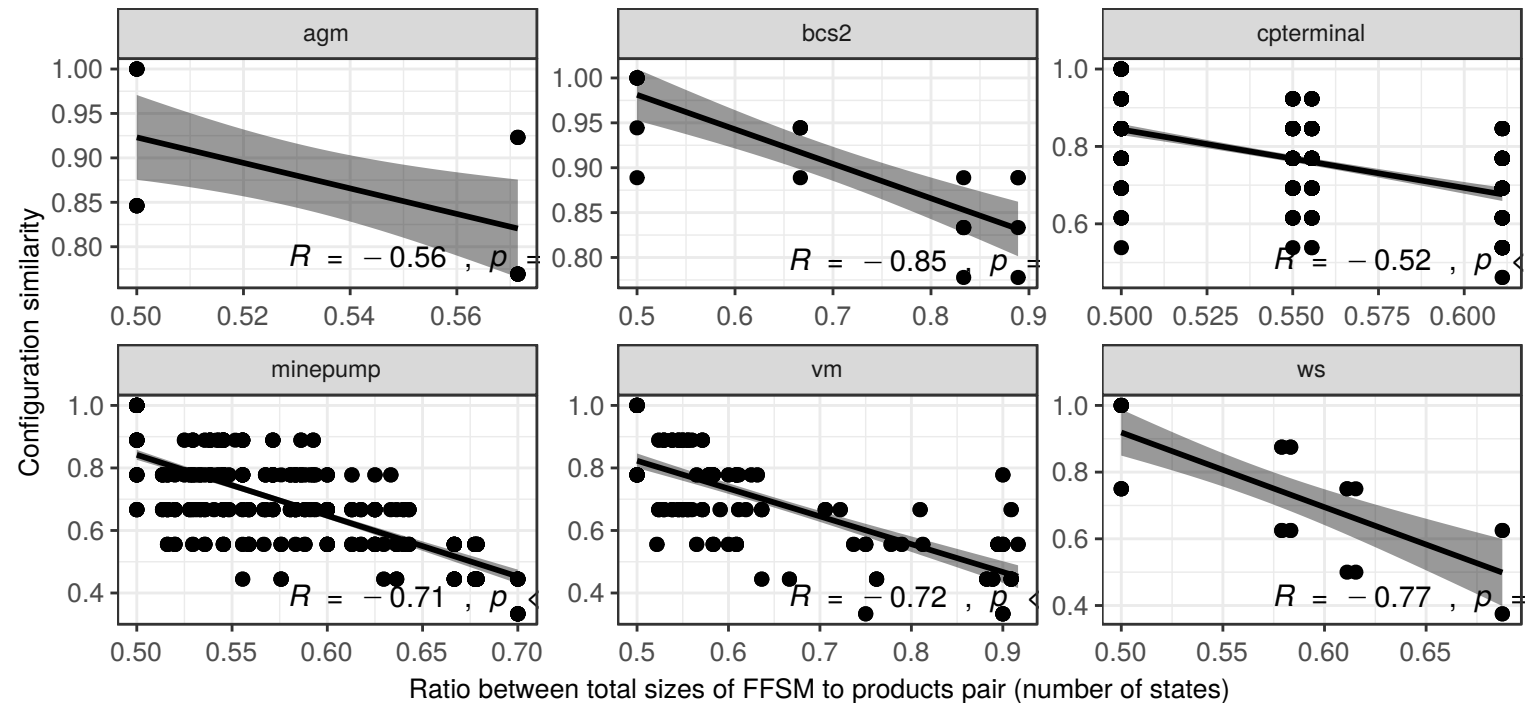 agm
bcs2
cpterminal
1.00
0.95
0.90
0.85
0.80
R = −0.56 , p =
0.50 0.52 0.54 0.56
1.00
0.95
0.90
0.85
0.80
R = −0.85 , p =
0.5 0.6 0.7 0.8 0.9
1.0
0.8
0.6
R = −0.52 , p <
0.500 0.525 0.550 0.575 0.600
Configuration similarity
minepump
vm
ws
1.0
0.8
0.6
0.4
R = −0.71 , p <
0.50 0.55 0.60 0.65 0.70
1.0
0.8
0.6
0.4
R = −0.72 , p <
0.5 0.6 0.7 0.8 0.9
1.0
0.8
0.6
0.4
R = −0.77 , p =
0.50 0.55 0.60 0.65
Ratio between total sizes of FFSM to products pair (number of states)